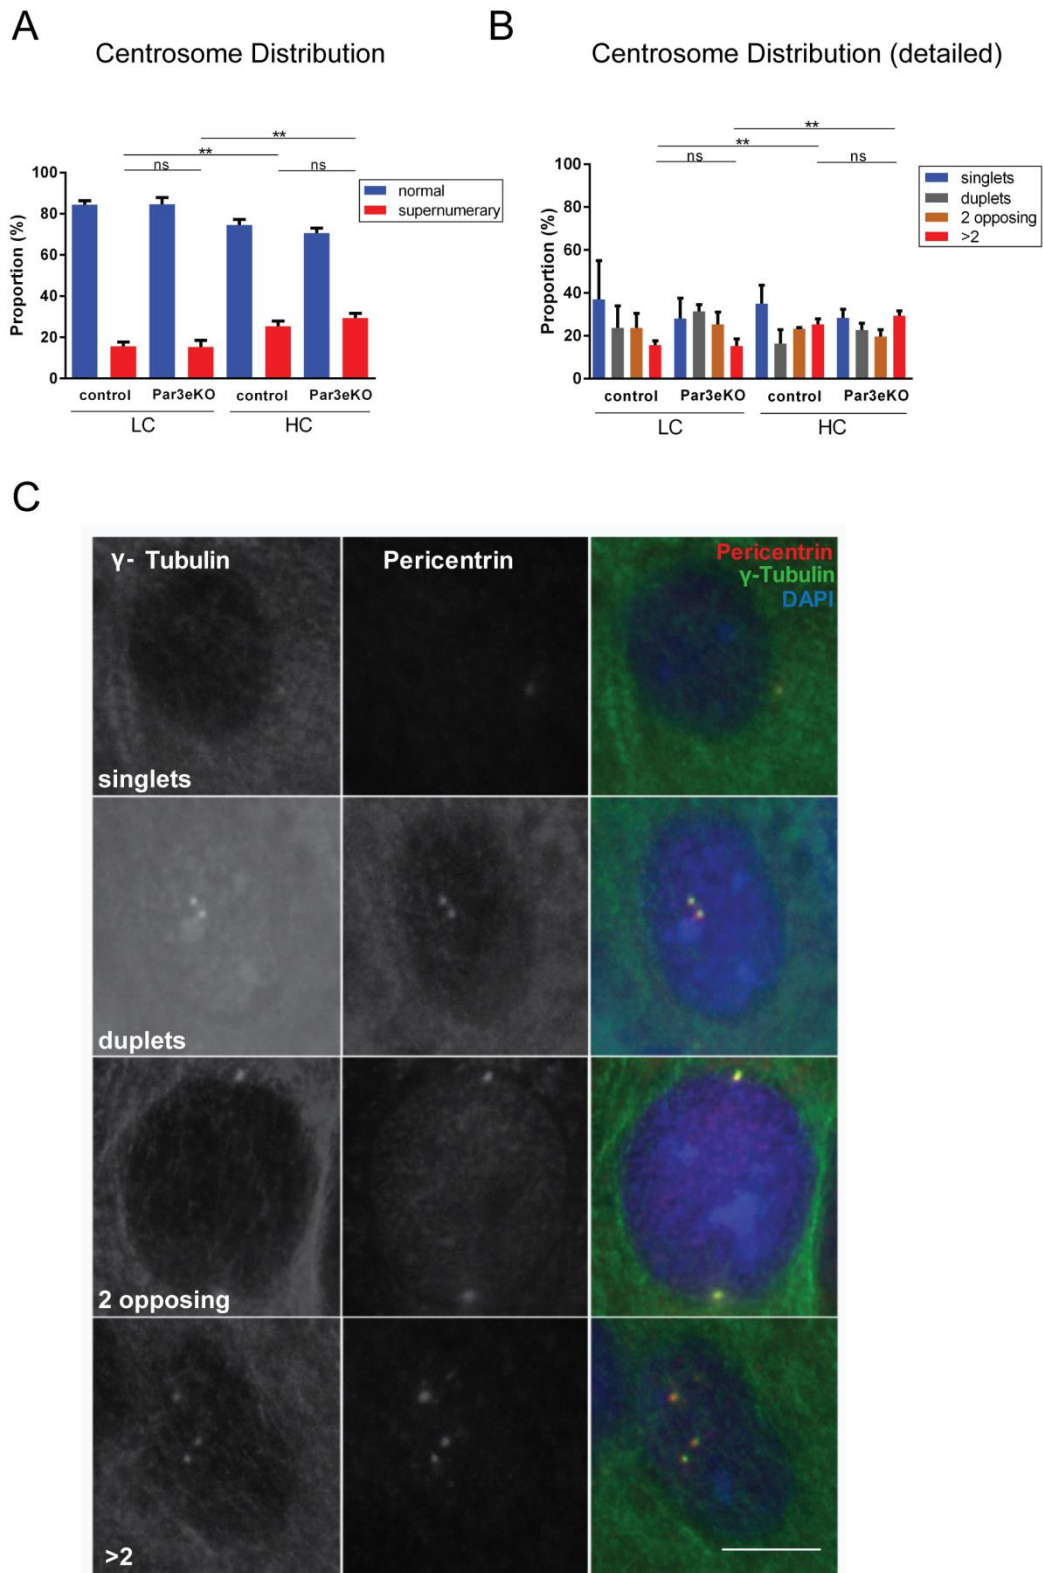 A
Centrosome Distribution
**
**
ns
ns
100
80
60
40
20
0
Proportion (%)
normal
supernumerary
control
Par3eKO
control
Par3eKO
LC
HC
B
Centrosome Distribution (detailed)
**
**
ns
ns
100
80
60
40
20
0
Proportion (%)
singlets
duplets
2 opposing
>2
control
Par3eKO
control
Par3eKO
LC
HC
C
γ- Tubulin
Pericentrin
Pericentrin
γ-Tubulin
DAPI
singlets
duplets
2 opposing
>2